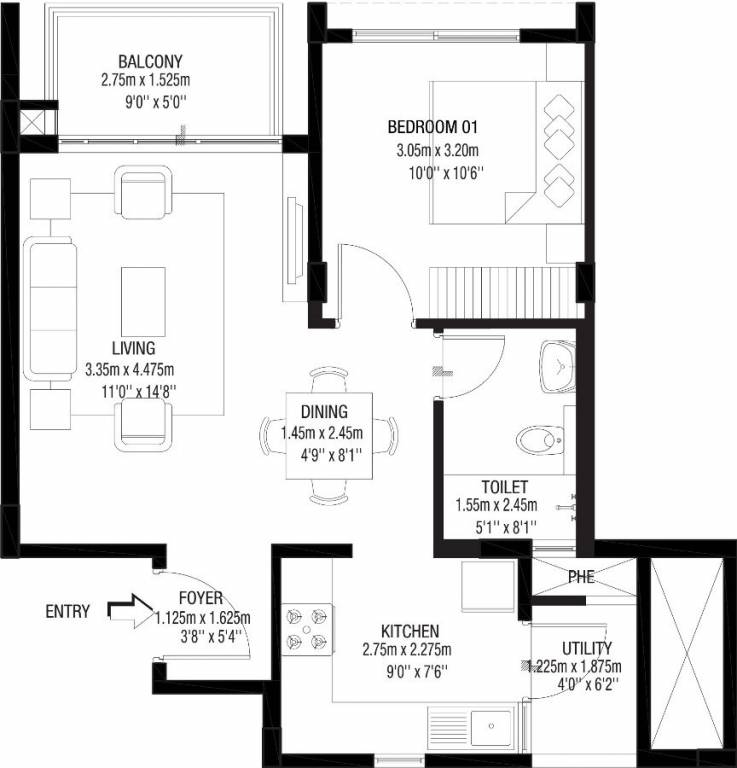 BALCONY
2.75m x 1.525m
9'0'' x 5'0''
BEDROOM 01
3.05m x 3.20m
10'0'' x 10'6''
LIVING
3.35m x 4.475m
11'0'' x 14'8''
DINING
1.45m x 2.45m
4'9'' x 8'1''
TOILET
1.55m x 2.45m
5'1'' x 8'1''
PHE
ENTRY
FOYER
1.125m x 1.625m
3'8'' x 5'4''
KITCHEN
2.75m x 2.275m
9'0'' x 7'6''
UTILITY
1.225m x 1.875m
4'0'' x 6'2''